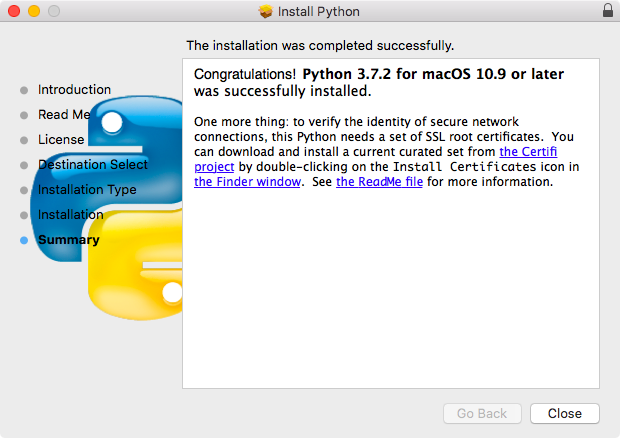 Install Python
The installation was completed successfully.
Introduction
Read Me
License
Destination Select
Installation Type
Installation
Summary
Congratulations! Python 3.7.2 for macOS 10.9 or later
was successfully installed.
One more thing: to verify the identity of secure network
connections, this Python needs a set of SSL root certificates.  You
can download and install a current curated set from the Certifi
project by double-clicking on the Install Certificates icon in
the Finder window.  See the ReadMe file for more information.
Go Back
Close